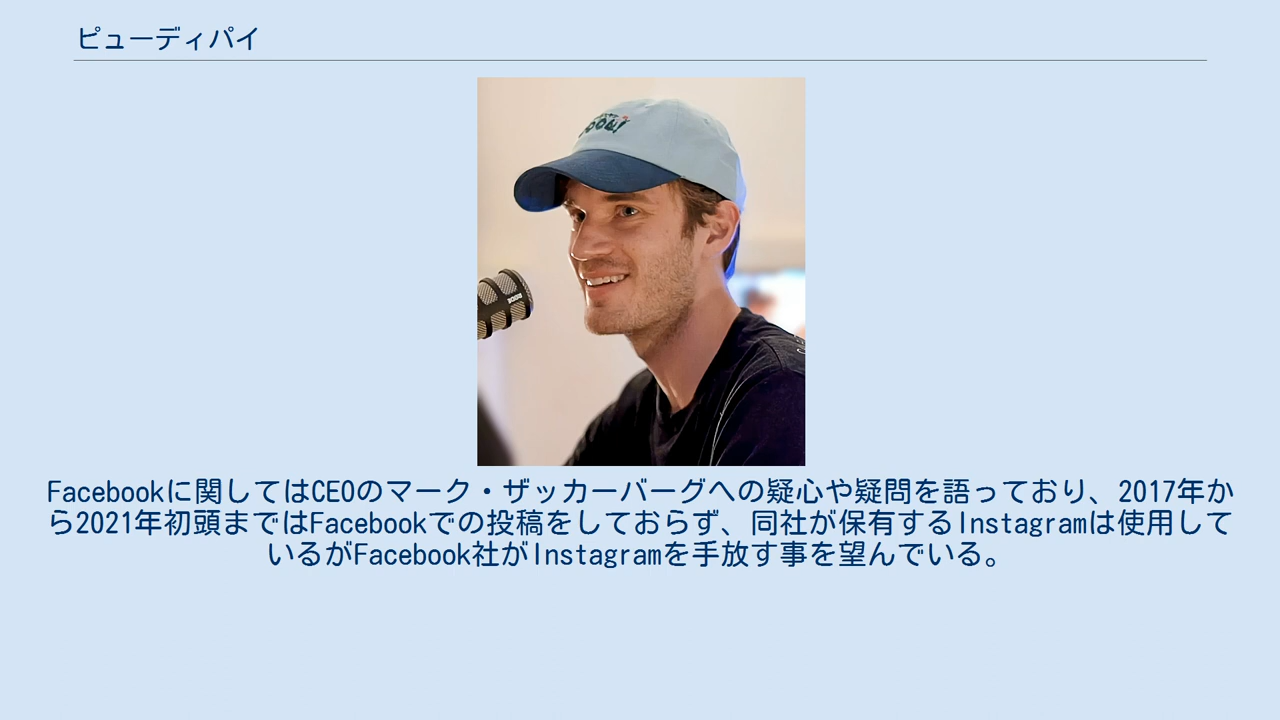 ピューディパイ
Facebookに関してはCEOのマーク・ザッカーバーグへの疑心や疑問を語っており、2017年か
ら2021年初頭まではFacebookでの投稿をしておらず、同社が保有するInstagramは使用して
いるがFacebook社がInstagramを手放す事を望んでいる。